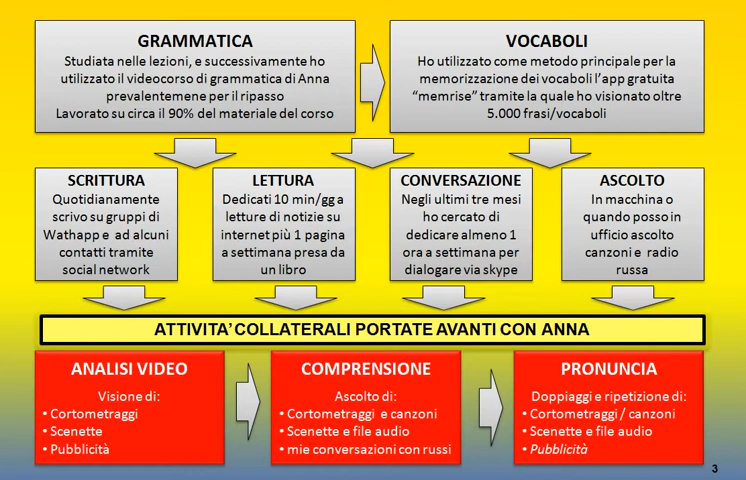 GRAMMATICA
Studiata nelle lezioni, e successivamente ho
utilizzato il videocorso di grammatica di Anna
prevalentemene per il ripasso
Lavorato su circa il 90% del materiale del corso
VOCABOLI
Ho utilizzato come metodo principale per la
memorizzazione dei vocaboli l'app gratuita
"memrise" tramite la quale ho visionato oltre
5.000 frasi/vocaboli
SCRITTURA
Quotidianamente
scrivo su gruppi di
Wathapp e ad alcuni
contatti tramite
social network
LETTURA
Dedicati 10 min/gg a
letture di notizie su
internet più 1 pagina
a settimana presa da
un libro
CONVERSAZIONE
Negli ultimi tre mesi
ho cercato di
dedicare almeno 1
ora a settimana per
dialogare via skype
ASCOLTO
In macchina o
quando posso in
ufficio ascolto
canzoni e radio
russa
ATTIVITA' COLLATERALI PORTATE AVANTI CON ANNA
ANALISI VIDEO
Visione di:
• Cortometraggi
• Scenette
• Pubblicità
COMPRENSIONE
Ascolto di:
• Cortometraggi e canzoni
• Scenette e file audio
• mie conversazioni con russi
PRONUNCIA
Doppiaggi e ripetizione di:
• Cortometraggi / canzoni
• Scenette e file audio
• Pubblicità
3